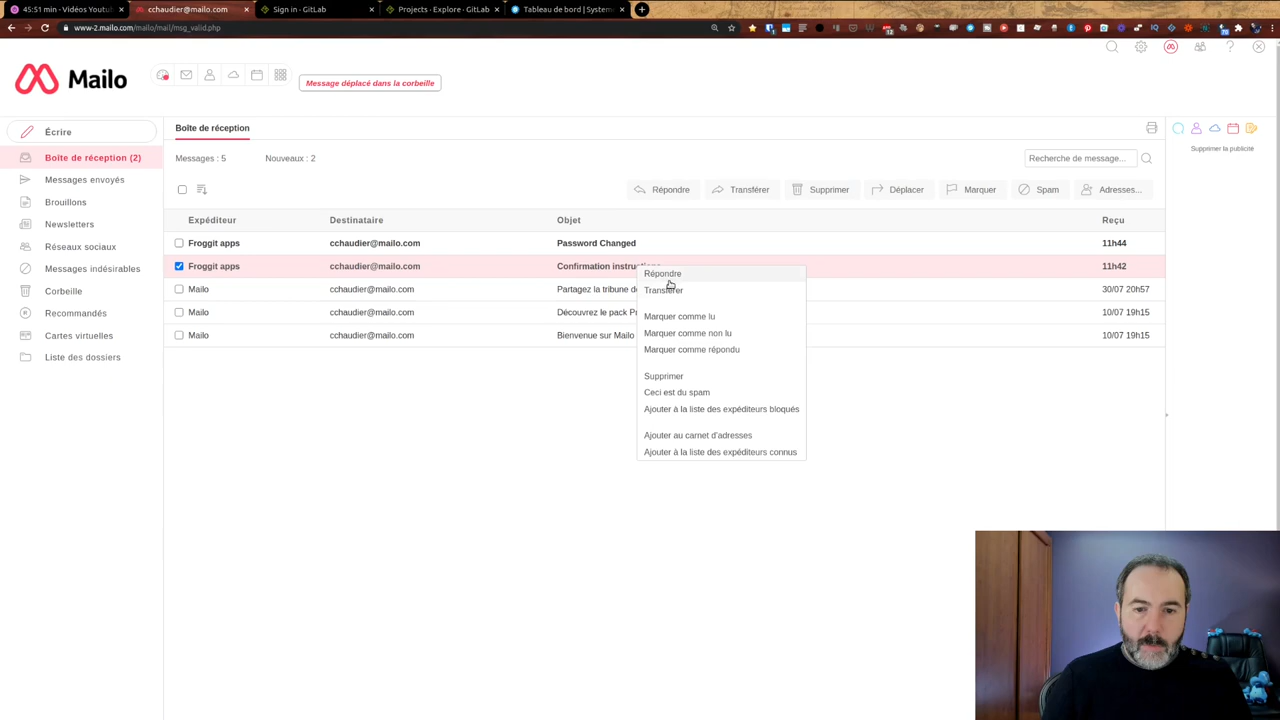 45:51 min - Vidéos Youtub
cchaudier@mailo.com
Sign in · GitLab
Projects · Explore · GitLab
Tableau de bord | System
www-2.mailo.com/mailo/mail/msg_valid.php
Mailo
Message déplacé dans la corbeille
Écrire
Boîte de réception (2)
Messages envoyés
Brouillons
Newsletters
Réseaux sociaux
Messages indésirables
Corbeille
Recommandés
Cartes virtuelles
Liste des dossiers
Boîte de réception
Messages : 5 Nouveaux : 2
Recherche de message...
Répondre Transférer Supprimer Déplacer Marquer Spam Adresses...
Expéditeur Destinataire Objet Reçu
Froggit apps cchaudier@mailo.com Password Changed 11h44
Froggit apps cchaudier@mailo.com Confirmation instructions 11h42
Mailo cchaudier@mailo.com Partagez la tribune 30/07 20h57
Mailo cchaudier@mailo.com Découvrez le pack 10/07 19h15
Mailo cchaudier@mailo.com Bienvenue sur Mailo 10/07 19h15
Répondre
Transférer
Marquer comme lu
Marquer comme non lu
Marquer comme répondu
Supprimer
Ceci est du spam
Ajouter à la liste des expéditeurs bloqués
Ajouter au carnet d'adresses
Ajouter à la liste des expéditeurs connus
Supprimer la publicité